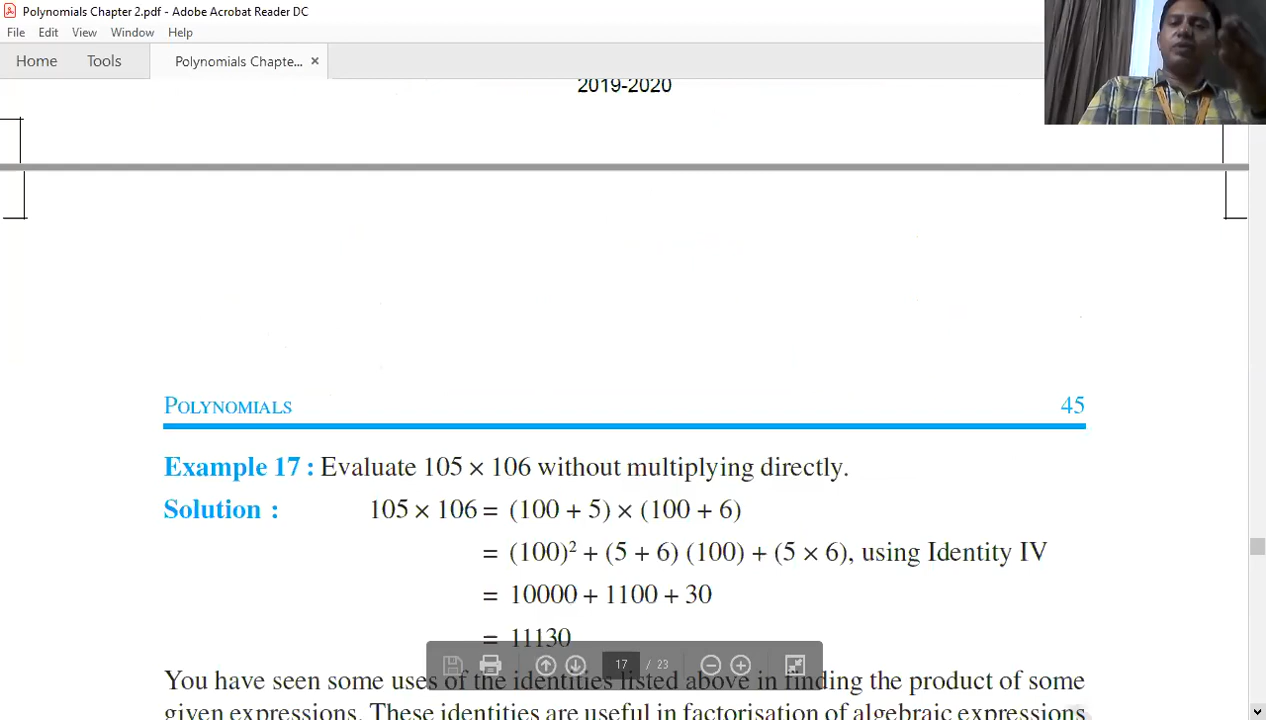 Polynomials Chapter 2.pdf - Adobe Acrobat Reader DC
File Edit View Window Help
Home Tools Polynomials Chapte... ×
2019-2020
POLYNOMIALS 45
Example 17 : Evaluate 105 × 106 without multiplying directly.
Solution : 105 × 106 = (100 + 5) × (100 + 6)
= (100)² + (5 + 6) (100) + (5 × 6), using Identity IV
= 10000 + 1100 + 30
= 11130
17 / 23
You have seen some uses of the identities listed above in finding the product of some
given expressions. These identities are useful in factorisation of algebraic expressions